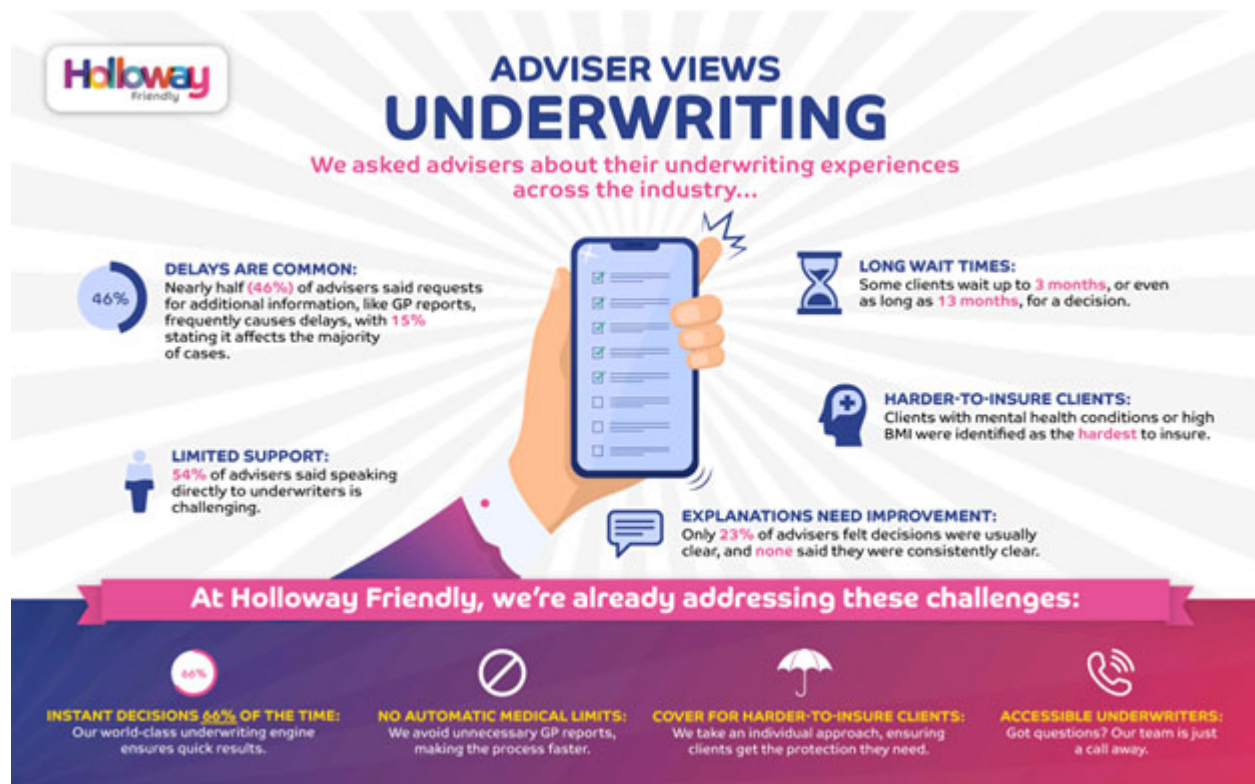 Holloway
Friendly
ADVISER VIEWS
UNDERWRITING
We asked advisers about their underwriting experiences
across the industry...
46%
DELAYS ARE COMMON:
Nearly half (46%) of advisers said requests
for additional information, like GP reports,
frequently causes delays, with 15%
stating it affects the majority
of cases.
LONG WAIT TIMES:
Some clients wait up to 3 months, or even
as long as 13 months, for a decision.
HARDER-TO-INSURE CLIENTS:
Clients with mental health conditions or high
BMI were identified as the hardest to insure.
LIMITED SUPPORT:
54% of advisers said speaking
directly to underwriters is
challenging.
EXPLANATIONS NEED IMPROVEMENT:
Only 23% of advisers felt decisions were usually
clear, and none said they were consistently clear.
At Holloway Friendly, we're already addressing these challenges:
66%
INSTANT DECISIONS 66% OF THE TIME:
Our world-class underwriting engine
ensures quick results.
NO AUTOMATIC MEDICAL LIMITS:
We avoid unnecessary GP reports,
making the process faster.
COVER FOR HARDER-TO-INSURE CLIENTS:
We take an individual approach, ensuring
clients get the protection they need.
ACCESSIBLE UNDERWRITERS:
Got questions? Our team is just
a call away.